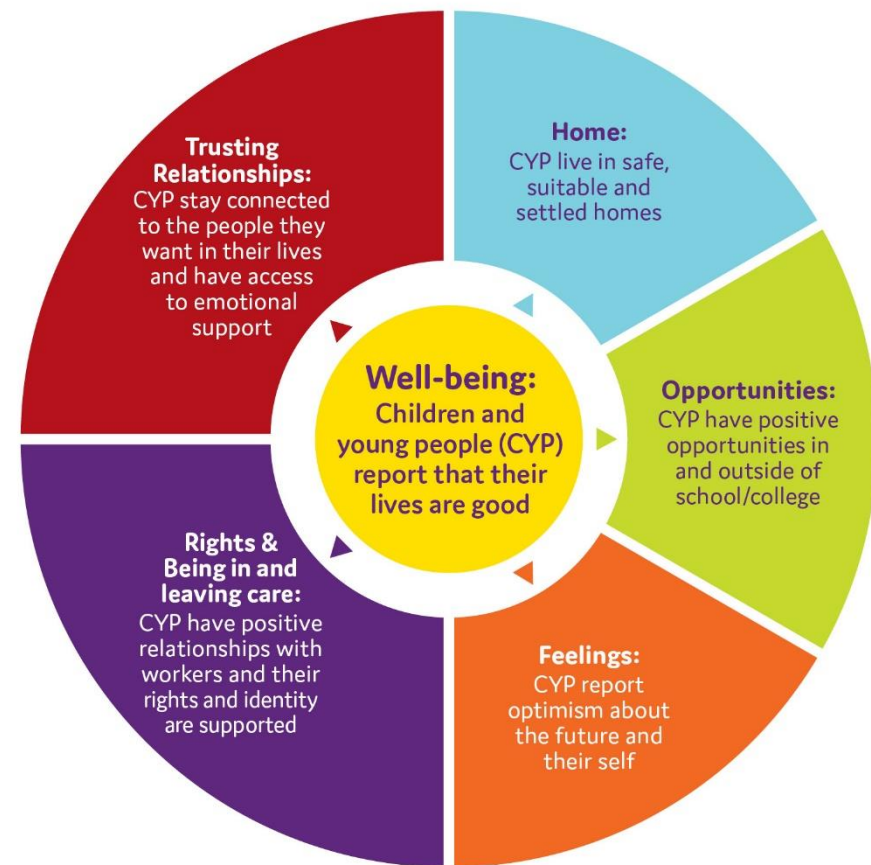 Trusting
Relationships:
CYP stay connected
to the people they
want in their lives
and have access
to emotional
support
Home:
CYP live in safe,
suitable and
settled homes
Well-being:
Children and
young people (CYP)
report that their
lives are good
Opportunities:
CYP have positive
opportunities in
and outside of
school/college
Rights &
Being in and
leaving care:
CYP have positive
relationships with
workers and their
rights and identity
are supported
Feelings:
CYP report
optimism about
the future and
their self